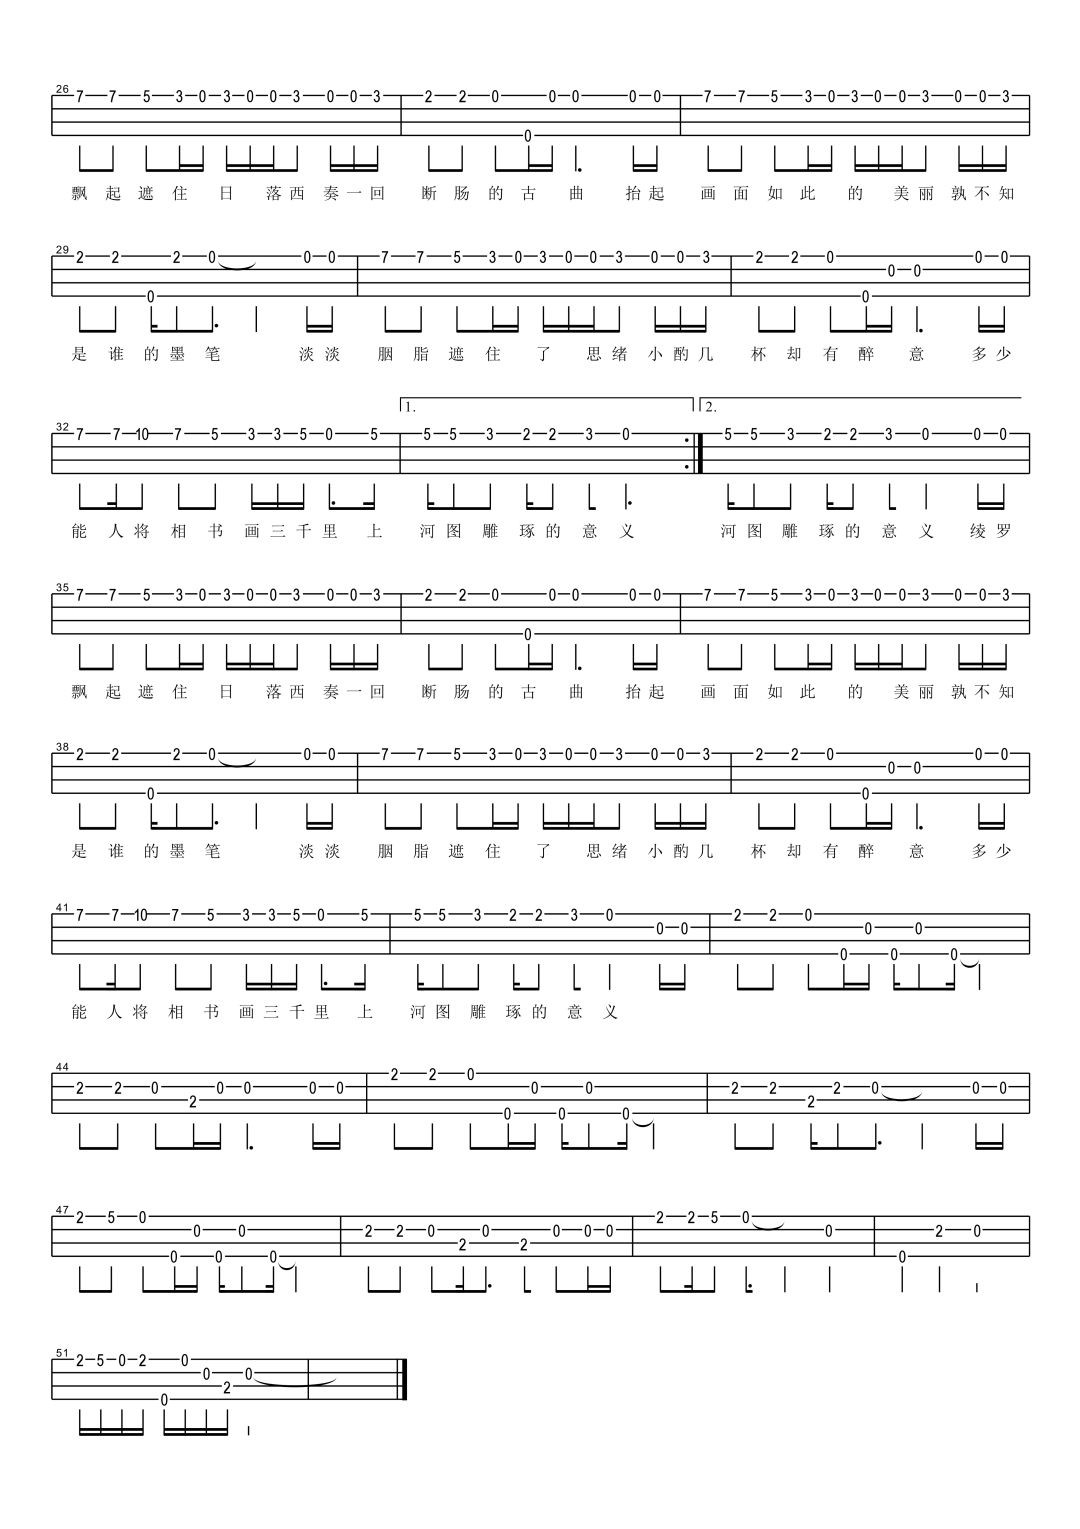 26 7 7 5 3 0 3 0 0 3 0 0 3 2 2 0 0 0 0 0 0 7 7 5 3 0 3 0 0 3 0 0 3
飘起遮住 日 落西奏一回 断肠的古 曲 抬起 画面如此 的 美丽孰不知
29 2 2 0 2 0 0 0 7 7 5 3 0 3 0 0 3 0 0 3 2 2 0 0 0 0 0 0
是谁的墨笔 淡淡 胭脂遮住 了 思绪小酌几 杯却有醉 意 多少
1. 2.
32 7 7 10 7 5 3 3 5 0 5 5 5 3 2 2 3 0 5 5 3 2 2 3 0 0 0
能人将相书画三千里上 河图雕琢的意义 河图雕琢的意义 绫罗
35 7 7 5 3 0 3 0 0 3 0 0 3 2 2 0 0 0 0 0 0 7 7 5 3 0 3 0 0 3 0 0 3
飘起遮住 日 落西奏一回 断肠的古 曲 抬起 画面如此 的 美丽孰不知
38 2 2 0 2 0 0 0 7 7 5 3 0 3 0 0 3 0 0 3 2 2 0 0 0 0 0 0
是谁的墨笔 淡淡 胭脂遮住 了 思绪小酌几 杯却有醉 意 多少
41 7 7 10 7 5 3 3 5 0 5 5 5 3 2 2 3 0 0 0 2 2 0 0 0 0 0 0
能人将相书画三千里上 河图雕琢的意义
44 2 2 0 2 0 0 0 0 2 2 0 0 0 0 0 0 2 2 2 2 0 0 0
47 2 5 0 0 0 0 0 0 2 2 0 2 0 2 0 0 0 2 2 5 0 0 0 2 0
51 2 5 0 2 0 0 0 2 0